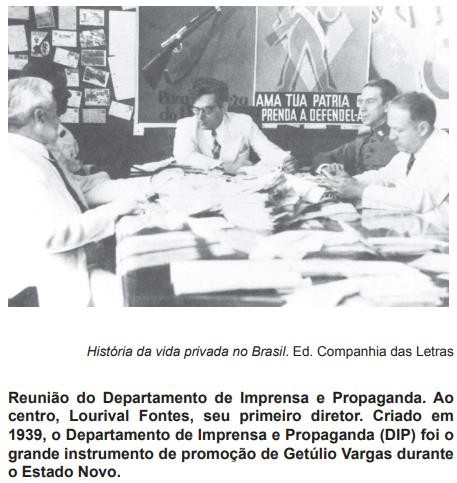 AMA TUA PATRIA
PRENDA A DEFENDEL-A
História da vida privada no Brasil. Ed. Companhia das Letras
Reunião do Departamento de Imprensa e Propaganda. Ao
centro, Lourival Fontes, seu primeiro diretor. Criado em
1939, o Departamento de Imprensa e Propaganda (DIP) foi o
grande instrumento de promoção de Getúlio Vargas durante
o Estado Novo.